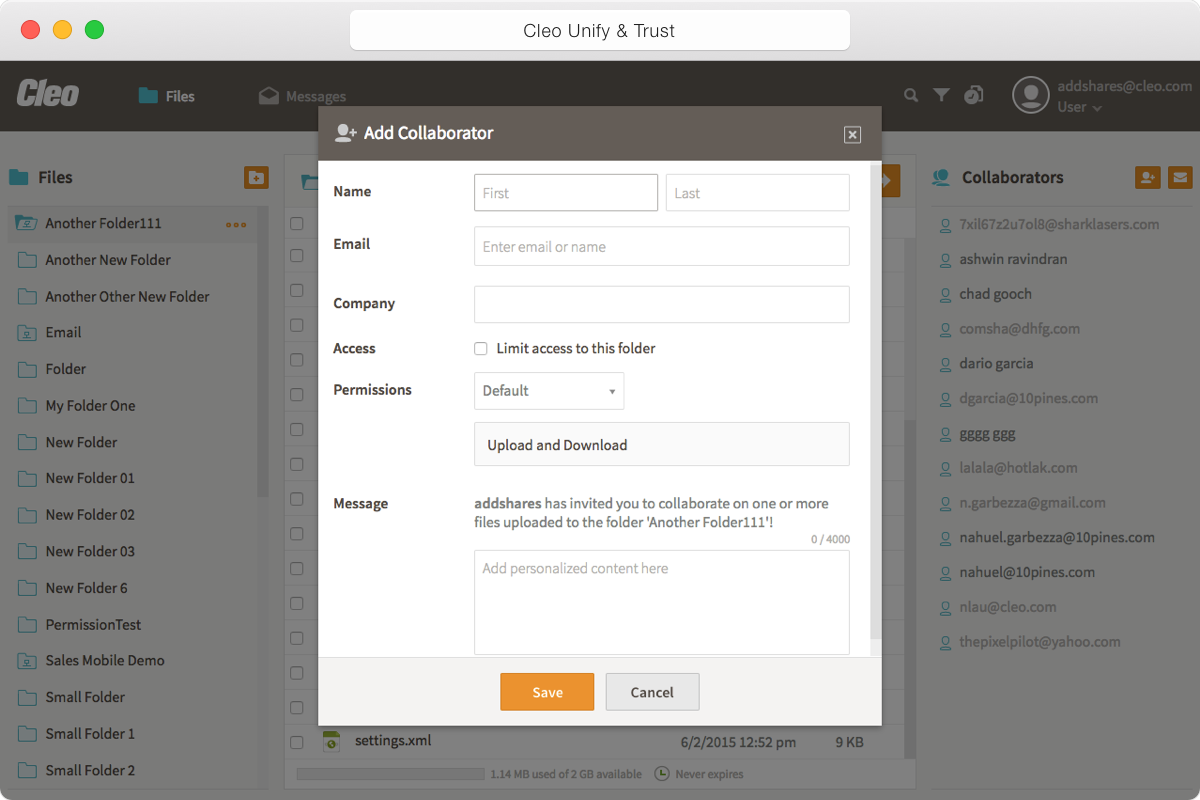 Cleo Unify & Trust
Cleo
Files
Messages
addshares@cleo.com
User
Files
Another Folder111
Another New Folder
Another Other New Folder
Email
Folder
My Folder One
New Folder
New Folder 01
New Folder 02
New Folder 03
New Folder 6
PermissionTest
Sales Mobile Demo
Small Folder
Small Folder 1
Small Folder 2
Add Collaborator
Name
First
Last
Email
Enter email or name
Company
Access
Limit access to this folder
Permissions
Default
Upload and Download
Message
addshares has invited you to collaborate on one or more
files uploaded to the folder 'Another Folder111'!
0 / 4000
Add personalized content here
Save
Cancel
settings.xml
6/2/2015 12:52 pm
9 KB
1.14 MB used of 2 GB available
Never expires
Collaborators
7xil67z2u7ol8@sharklasers.com
ashwin ravindran
chad gooch
comsha@dhfg.com
dario garcia
dgarcia@10pines.com
gggg ggg
lalala@hotlak.com
n.garbezza@gmail.com
nahuel.garbezza@10pines.com
nahuel@10pines.com
nlau@cleo.com
thepixelpilot@yahoo.com